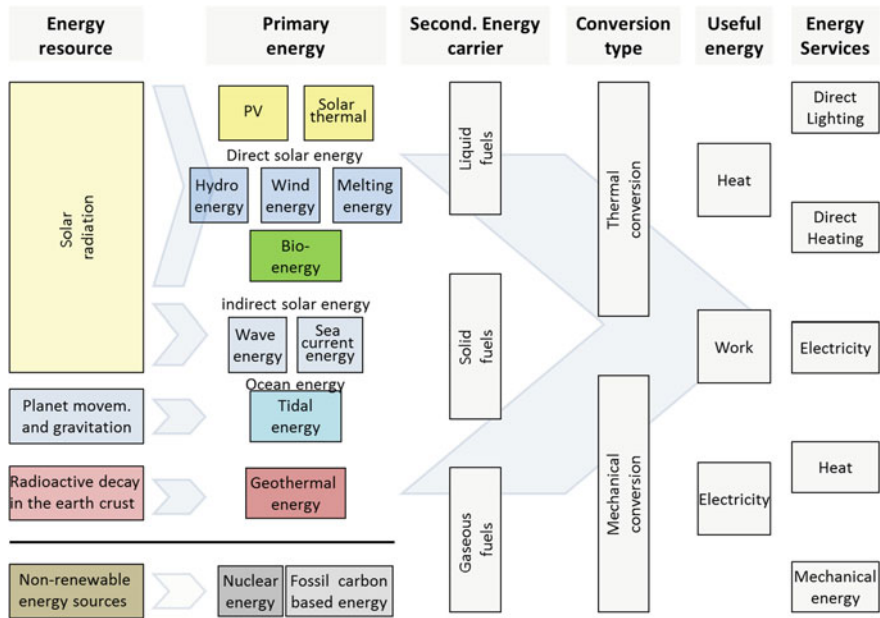 Energy
resource
Primary
energy
Second. Energy
carrier
Conversion
type
Useful
energy
Energy
Services
Solar
radiation
PV
Solar
thermal
Direct solar energy
Hydro
energy
Wind
energy
Melting
energy
Bio-
energy
indirect solar energy
Wave
energy
Sea
current
energy
Ocean energy
Planet movem.
and gravitation
Tidal
energy
Radioactive decay
in the earth crust
Geothermal
energy
Non-renewable
energy sources
Nuclear
energy
Fossil carbon
based energy
Liquid
fuels
Solid
fuels
Gaseous
fuels
Thermal
conversion
Mechanical
conversion
Heat
Work
Electricity
Direct
Lighting
Direct
Heating
Electricity
Heat
Mechanical
energy